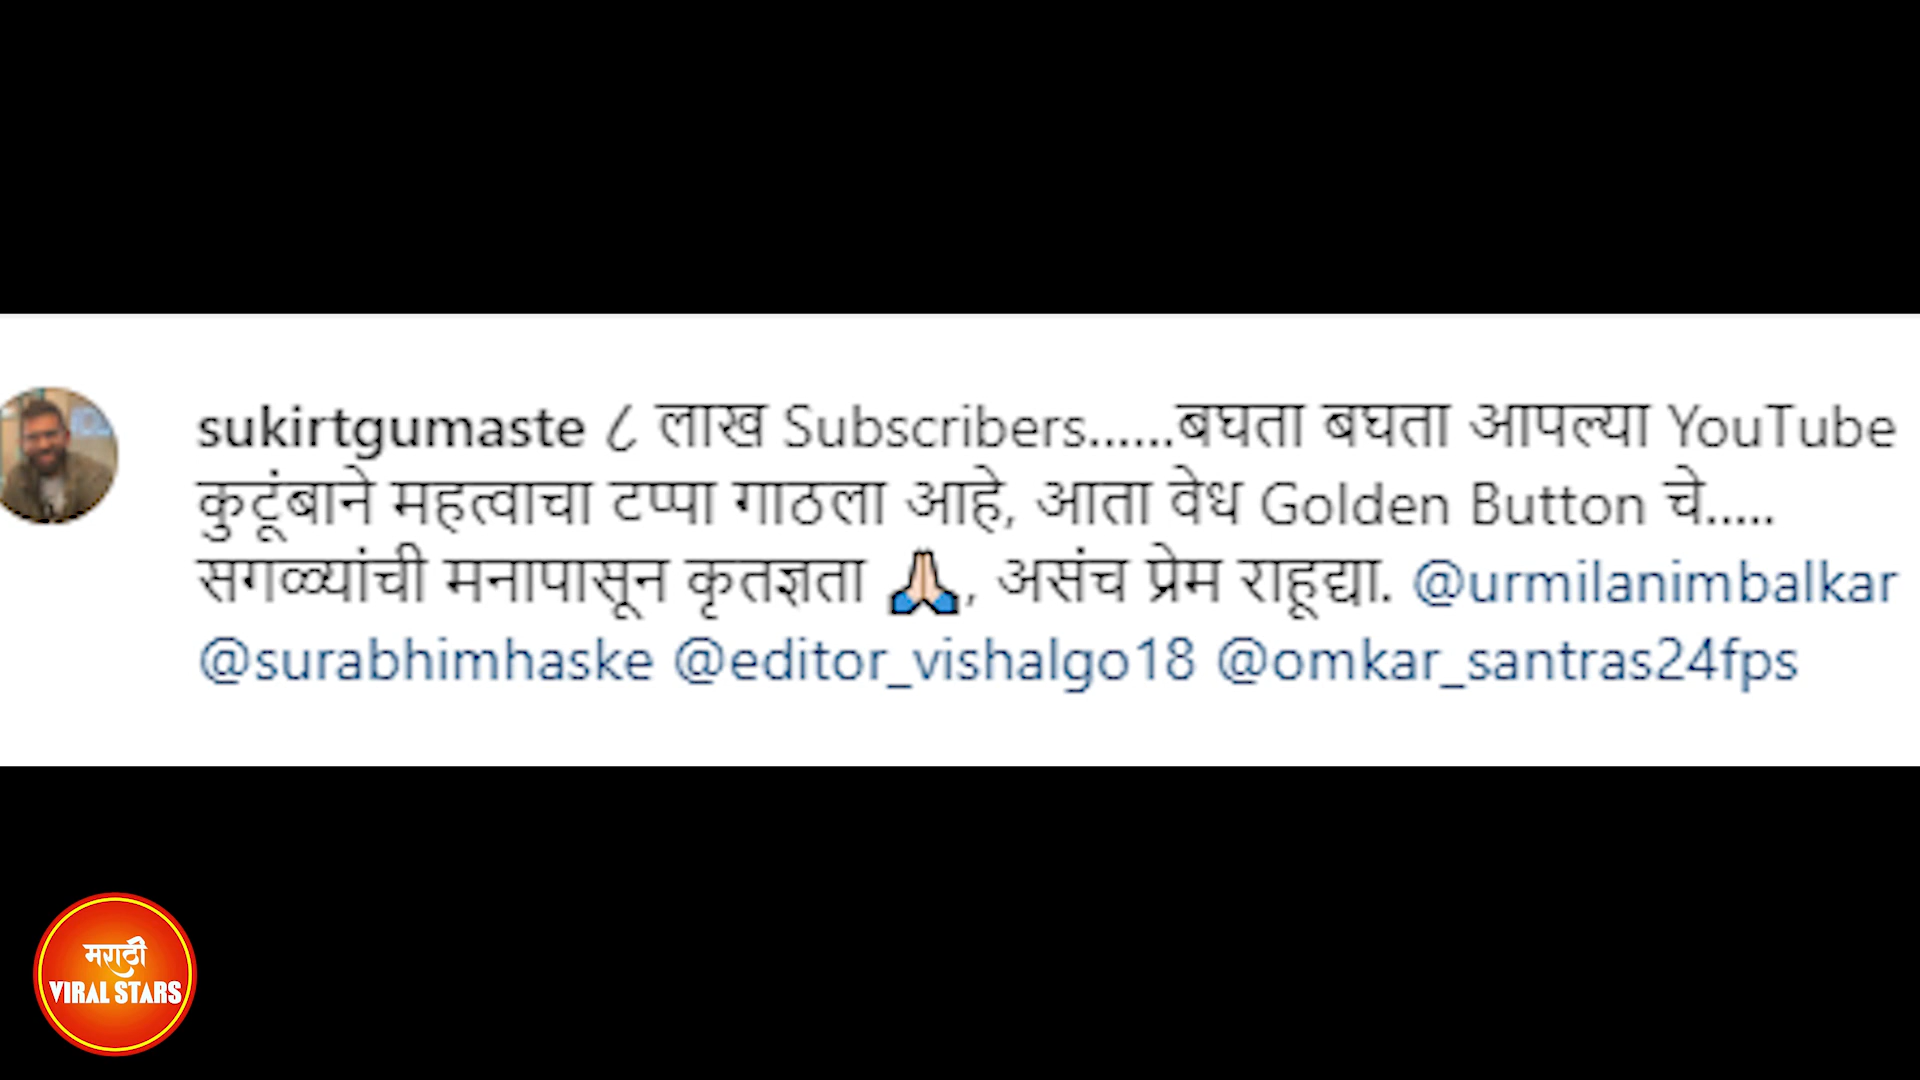 sukirtgumaste ८ लाख Subscribers.......बघता बघता आपल्या YouTube
कुटूंबाने महत्वाचा टप्पा गाठला आहे, आता वेध Golden Button चे.....
सगळ्यांची मनापासून कृतज्ञता 🙏🏻, असंच प्रेम राहूद्या. @urmilanimbalkar
@surabhimhaske @editor_vishalgo18 @omkar_santras24fps
मराठी
VIRAL STARS